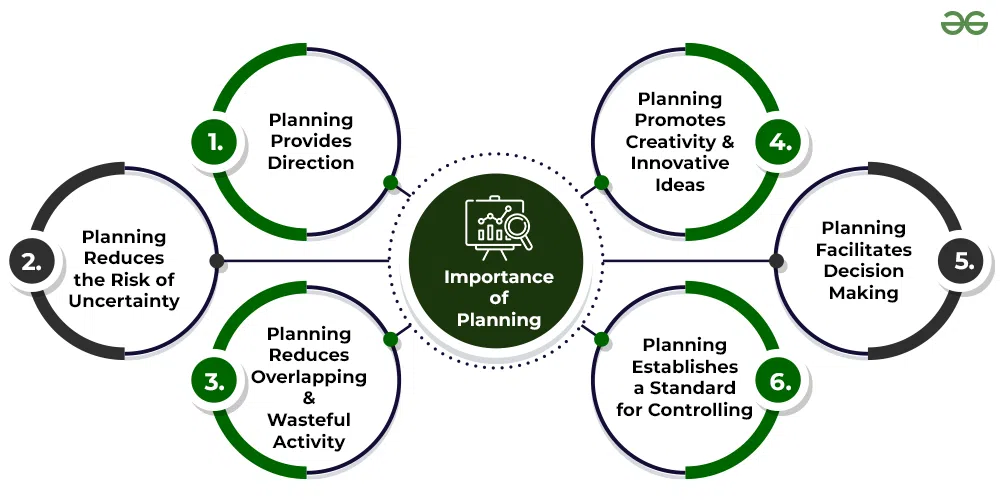 Importance
of
Planning
1.
Planning
Provides
Direction
2.
Planning
Reduces
the Risk of
Uncertainty
3.
Planning
Reduces
Overlapping
&
Wasteful
Activity
4.
Planning
Promotes
Creativity &
Innovative
Ideas
5.
Planning
Facilitates
Decision
Making
6.
Planning
Establishes
a Standard
for Controlling